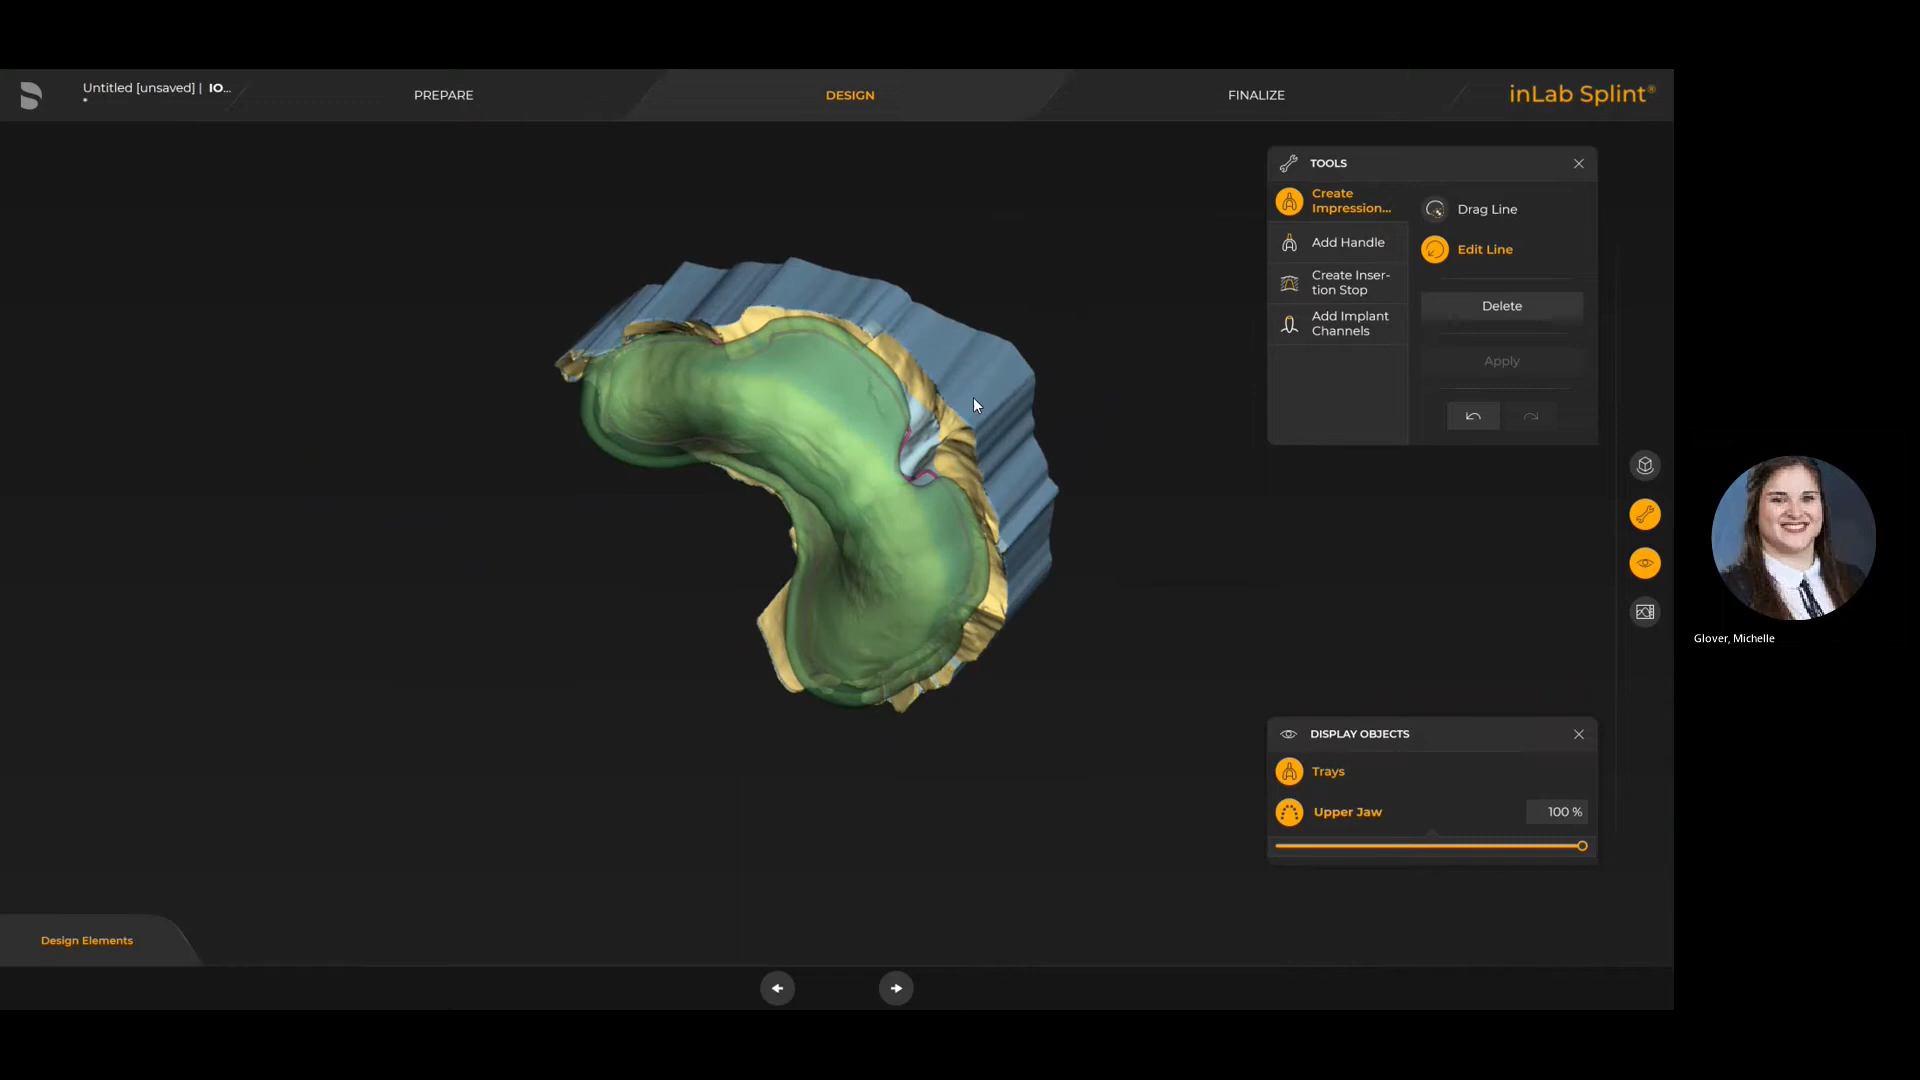 Untitled [unsaved] | IO...
*
PREPARE
DESIGN
FINALIZE
inLab Splint®
TOOLS
Create
Impression...
Add Handle
Create Inser-
tion Stop
Add Implant
Channels
Drag Line
Edit Line
Delete
Apply
Glover, Michelle
DISPLAY OBJECTS
Trays
Upper Jaw
100 %
Design Elements